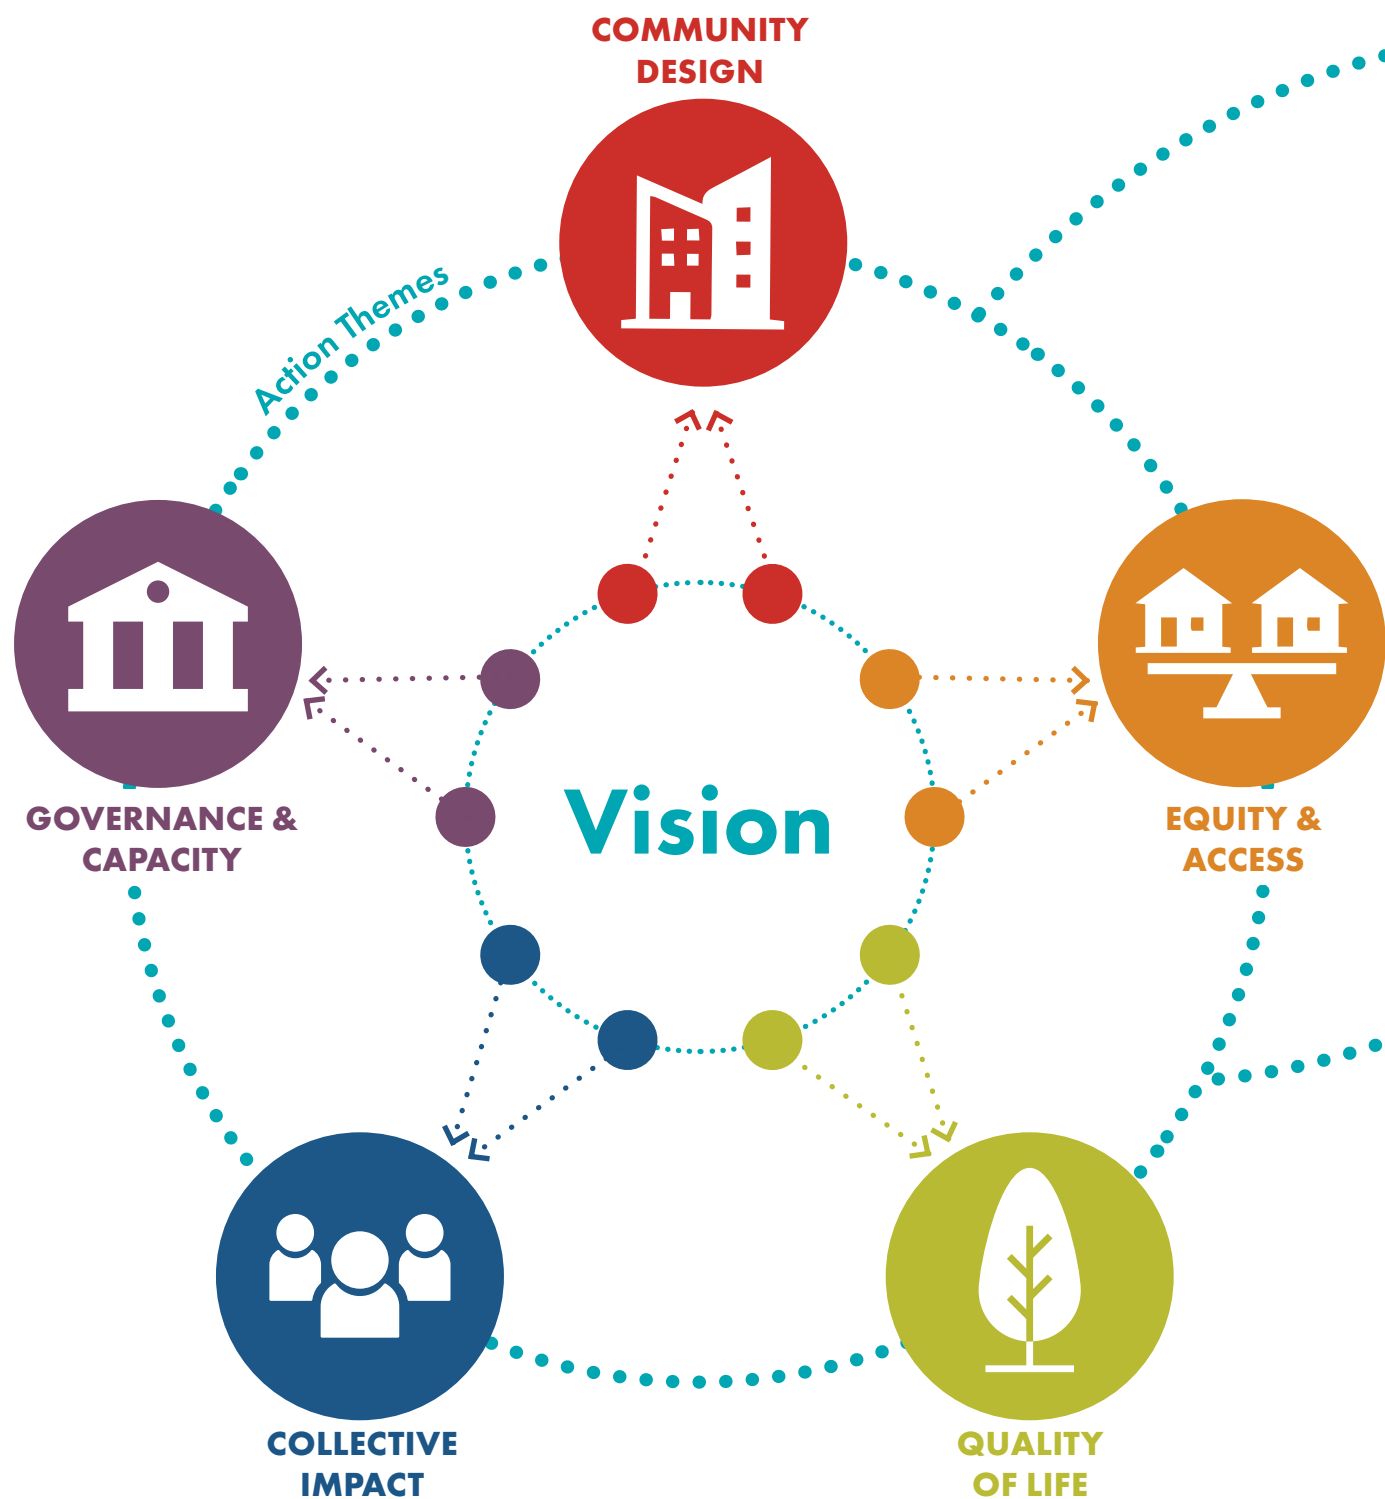 COMMUNITY
DESIGN
Action Themes
GOVERNANCE &
CAPACITY
Vision
EQUITY &
ACCESS
COLLECTIVE
IMPACT
QUALITY
OF LIFE